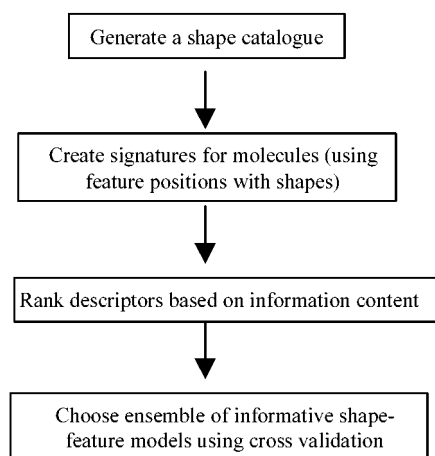 Generate a shape catalogue
Create signatures for molecules (using
feature positions with shapes)
Rank descriptors based on information content
Choose ensemble of informative shape-
feature models using cross validation